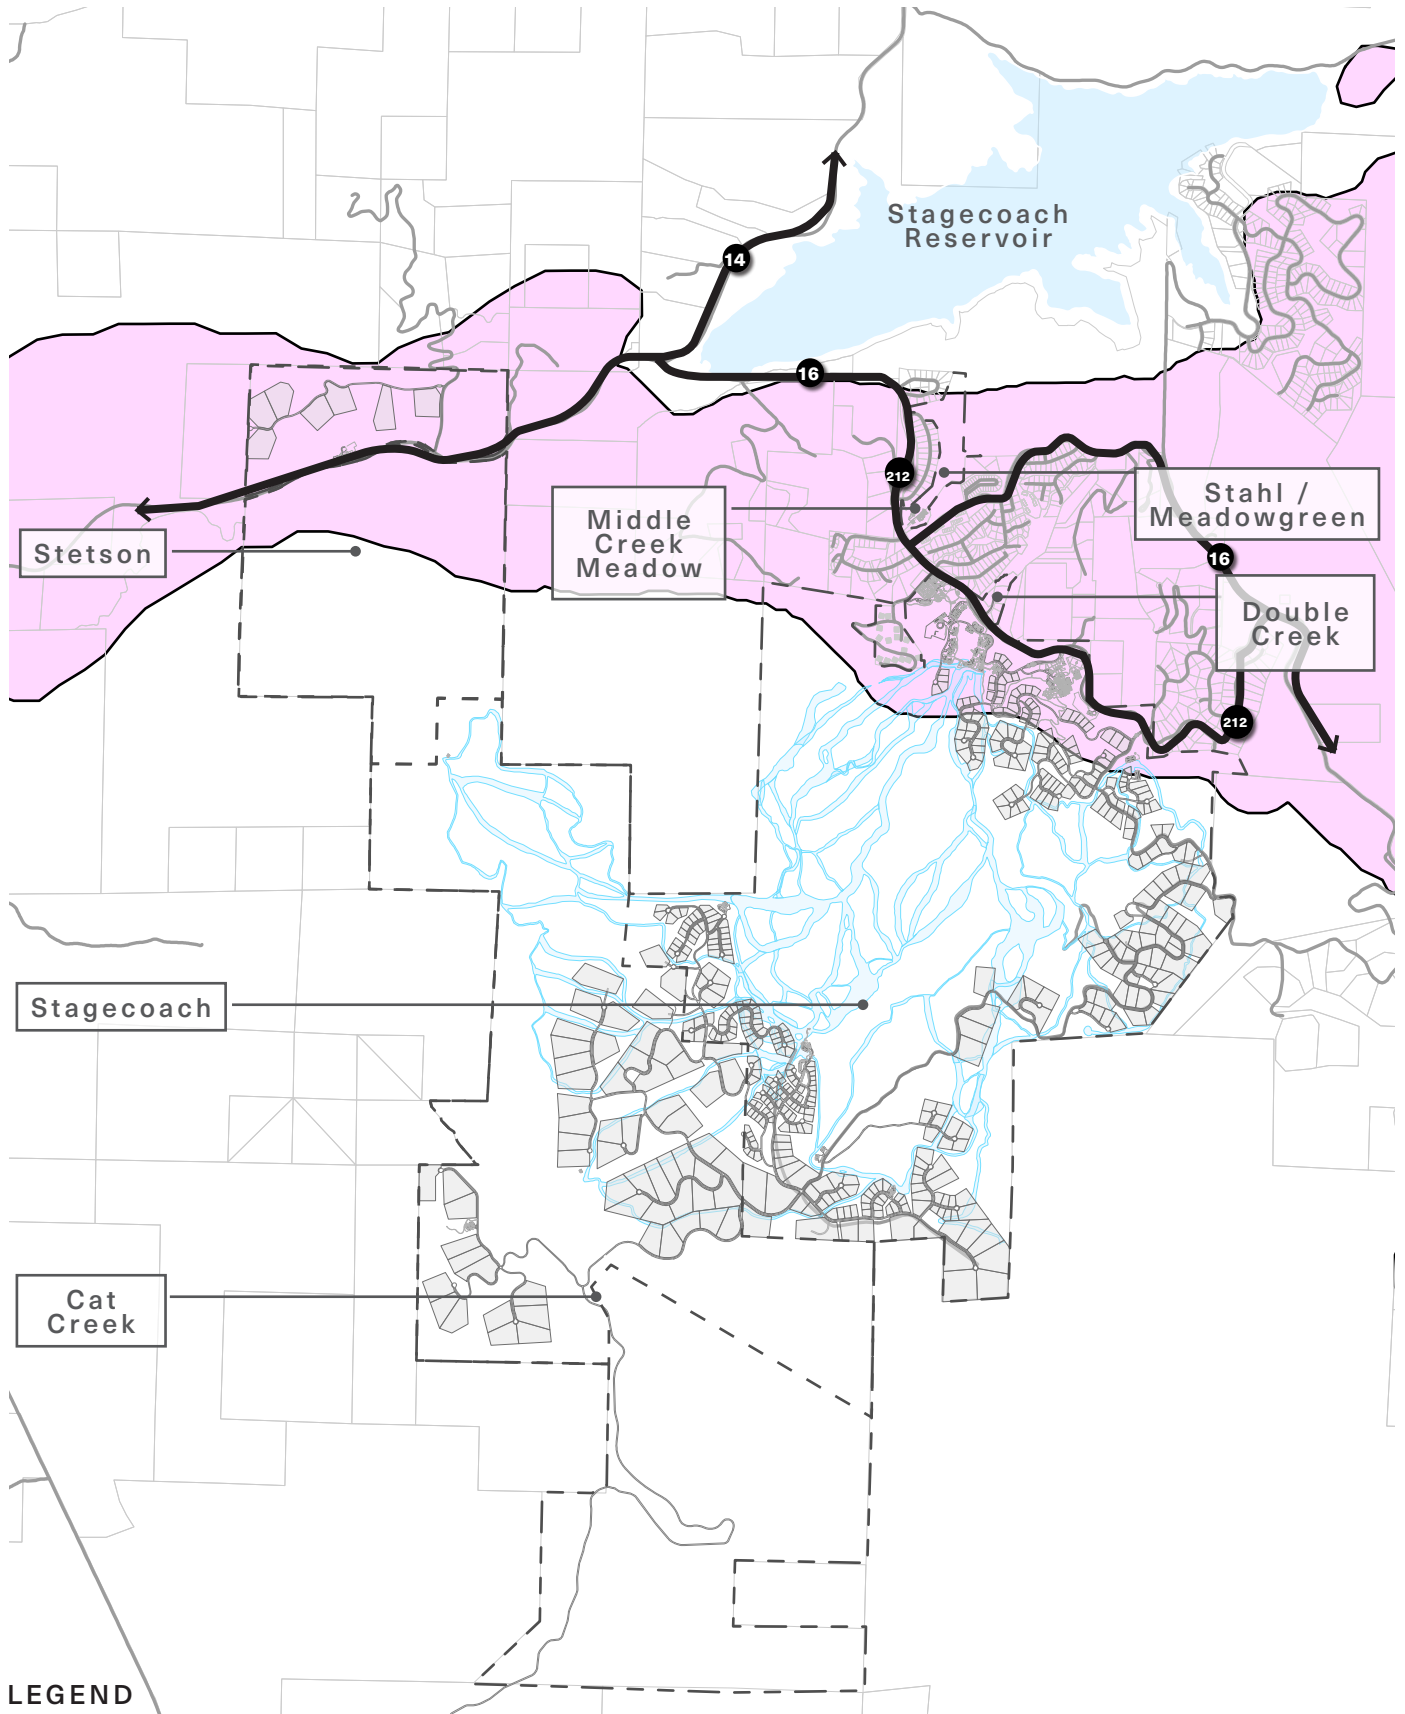 Stagecoach
Reservoir
14
16
212
Stahl /
Meadowgreen
Middle
Creek
Meadow
Stetson
16
Double
Creek
212
Stagecoach
Cat
Creek
LEGEND